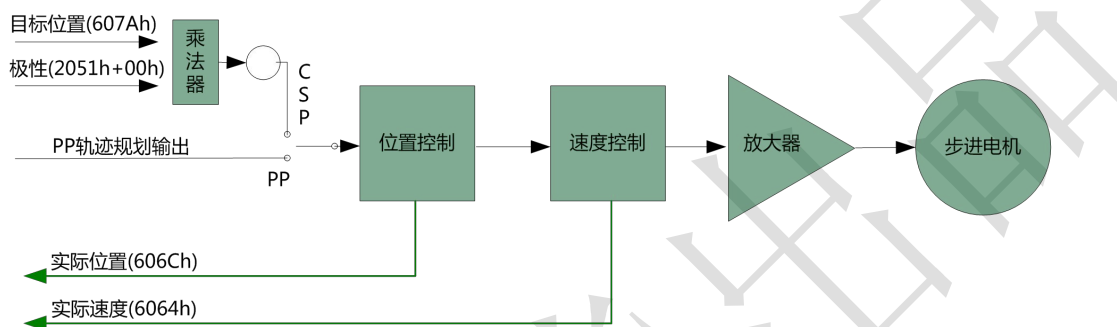 目标位置(607Ah)
极性(2051h+00h)
乘法器
CSP
PP轨迹规划输出
PP
位置控制
速度控制
放大器
步进电机
实际位置(606Ch)
实际速度(6064h)